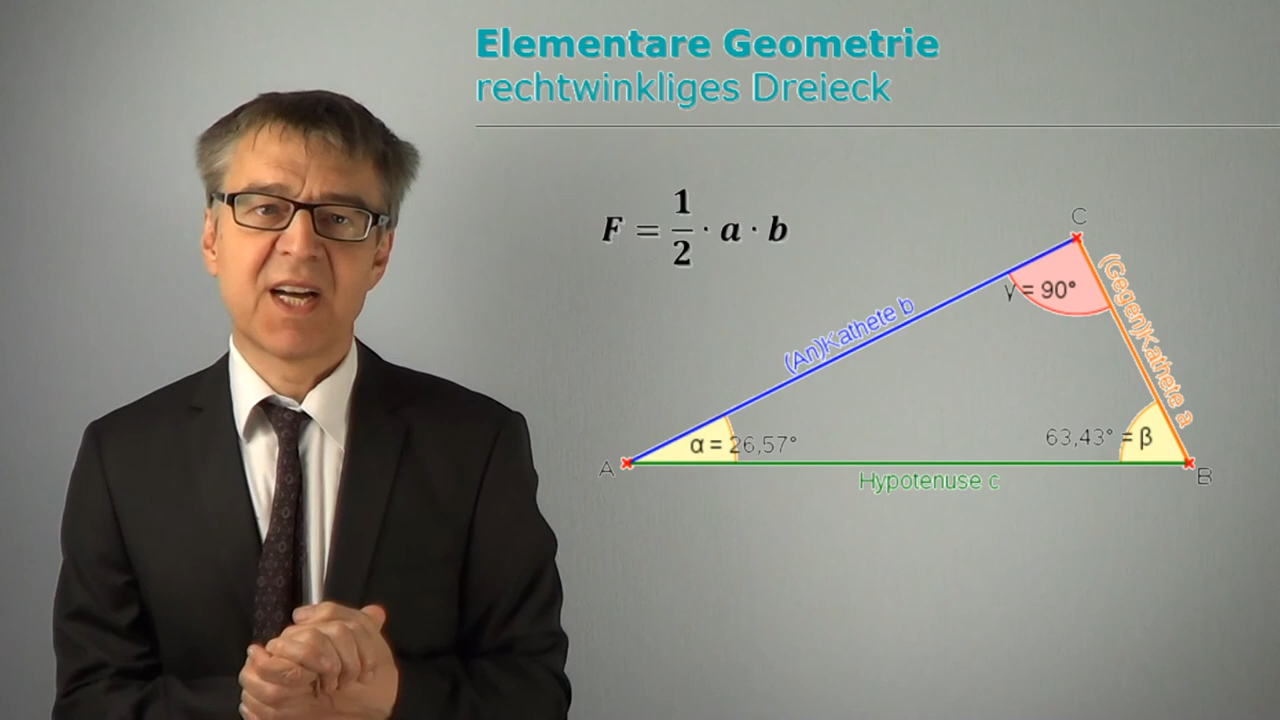 Elementare Geometrie
rechtwinkliges Dreieck
F = 1/2 · a · b
C
γ = 90°
(An)Kathete b
(Gegen)Kathete a
α = 26,57°
63,43° = β
A
B
Hypotenuse c